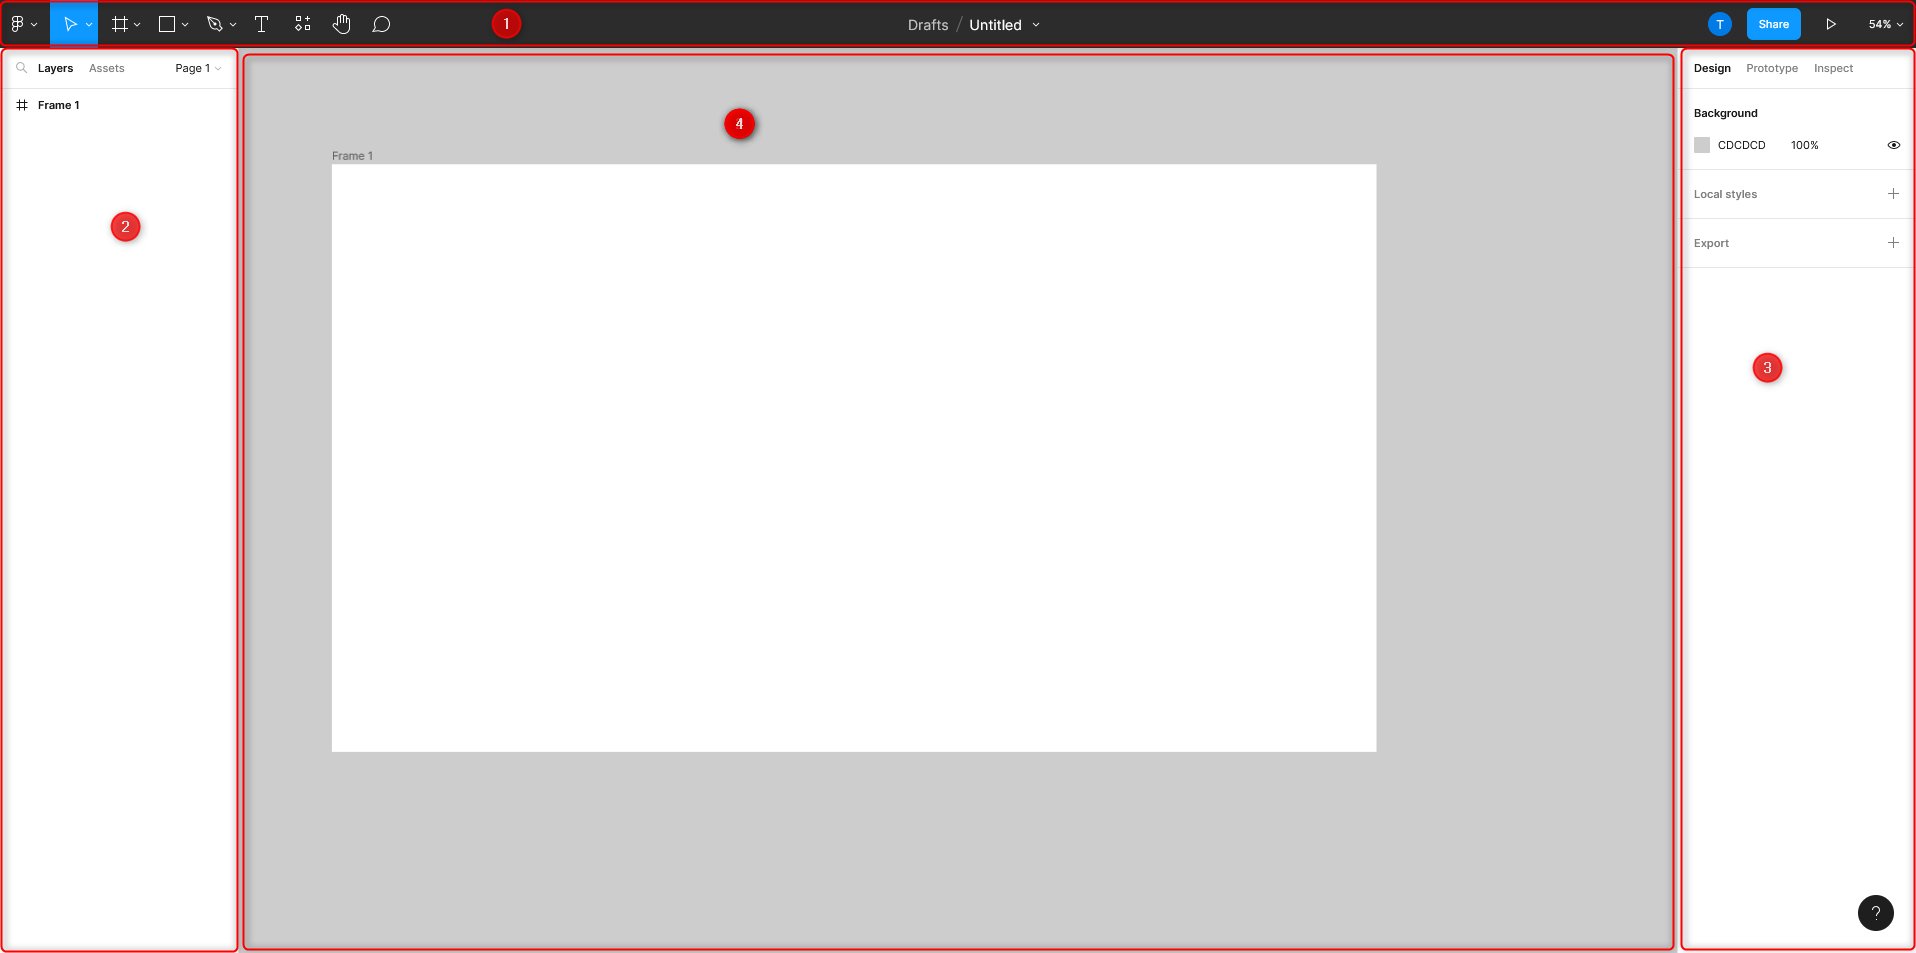 1
Drafts / Untitled
T
Share
54%
Layers Assets Page 1
Frame 1
2
4
Frame 1
Design Prototype Inspect
Background
CDCDCD 100%
Local styles
Export
3
?